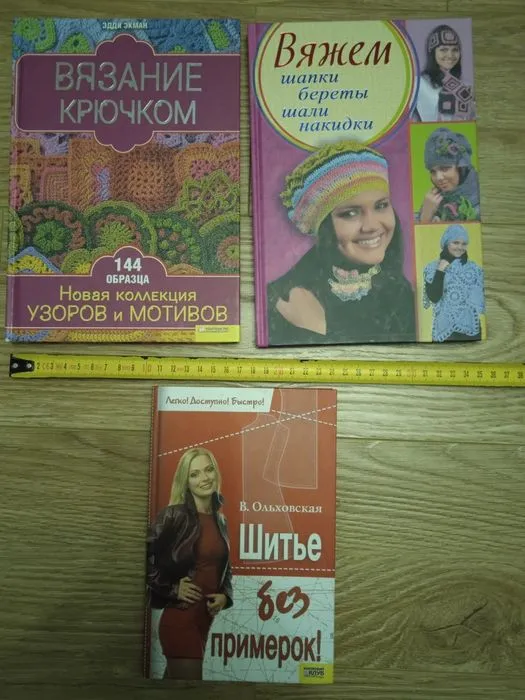 ЭДДИ ЭКМАН
ВЯЗАНИЕ
КРЮЧКОМ
144
ОБРАЗЦА
Новая коллекция
УЗОРОВ и МОТИВОВ
Вяжем
шапки
береты
шали
накидки
Легко! Доступно! Быстро!
В. Ольховская
Шитье
без
примерок!
КЛУБ